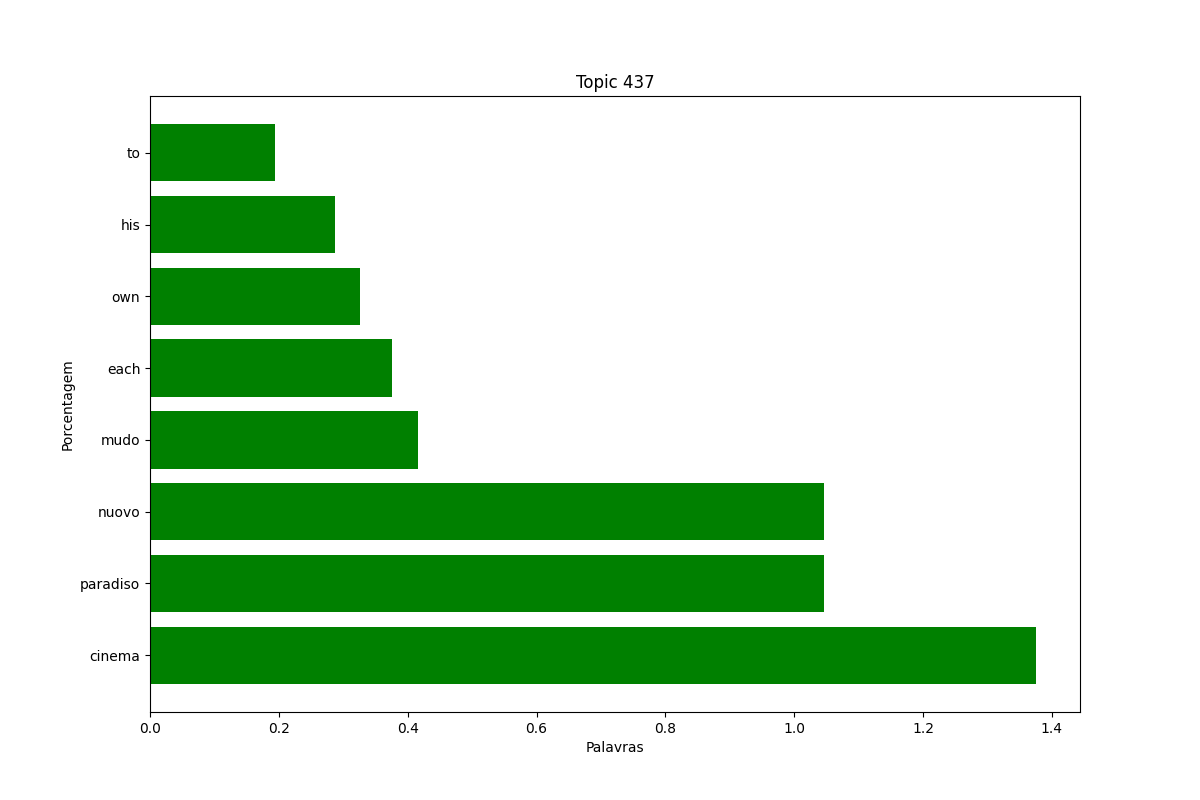 Topic 437
to
his
own
each
mudo
nuovo
paradiso
cinema
Porcentagem
0.0 0.2 0.4 0.6 0.8 1.0 1.2 1.4
Palavras